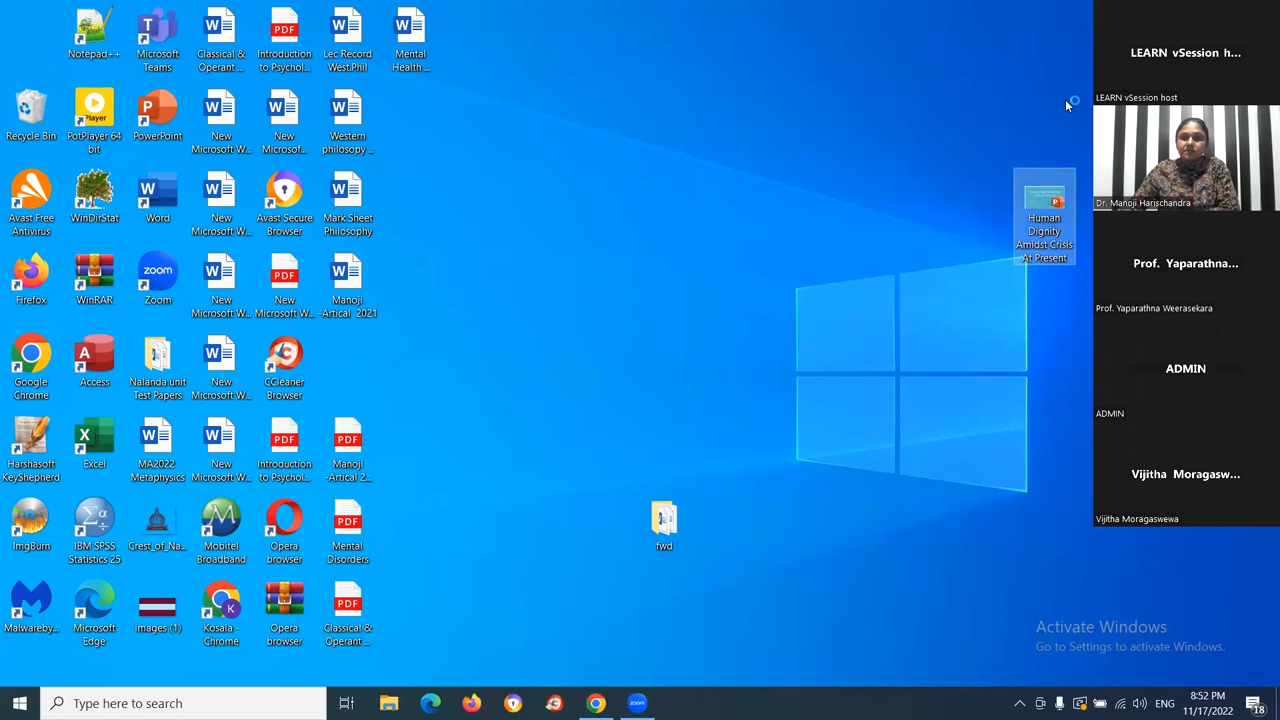 Notepad++
Microsoft
Teams
Classical &
Operant ...
Introduction
to Psychol...
Lec Record
West.Phil
Mental
Health ...
Recycle Bin
PotPlayer 64
bit
PowerPoint
New
Microsoft W...
New
Microsof...
Western
philosopy ...
Avast Free
Antivirus
WinDirStat
Word
New
Microsoft W...
Avast Secure
Browser
Mark Sheet
Philosophy
Firefox
WinRAR
Zoom
New
Microsoft W...
New
Microsoft W...
Manoji
-Artical 2021
Google
Chrome
Access
Nalanda unit
Test Papers
New
Microsoft W...
CCleaner
Browser
Harshasoft
KeyShepherd
Excel
MA2022
Metaphysics
New
Microsoft W...
Introduction
to Psychol...
Manoji
-Artical 2...
ImgBurn
IBM SPSS
Statistics 25
Crest_of_Na...
Mobitel
Broadband
Opera
browser
Mental
Disorders
Malwareby...
Microsoft
Edge
images (1)
Kosala -
Chrome
Opera
browser
Classical &
Operant ...
fwd
Human
Dignity
Amidst Crisis
At Present
LEARN vSession h...
LEARN vSession host
Dr. Manoji Harischandra
Prof. Yaparathna...
Prof. Yaparathna Weerasekara
ADMIN
ADMIN
Vijitha Moragasw...
Vijitha Moragaswewa
Activate Windows
Go to Settings to activate Windows.
Type here to search
ENG
8:52 PM
11/17/2022
18